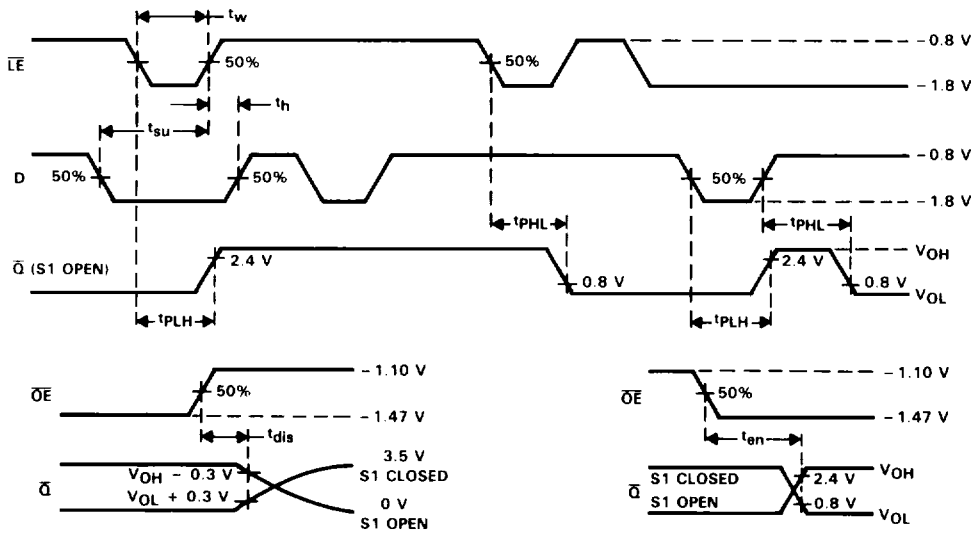 tw
LE
50%
-0.8 V
-1.8 V
th
tsu
D
50%
50%
50%
-0.8 V
-1.8 V
tPHL
tPHL
Q (S1 OPEN)
2.4 V
0.8 V
2.4 V
0.8 V
VOH
VOL
tPLH
tPLH
OE
50%
-1.10 V
-1.47 V
tdis
Q
VOH - 0.3 V
VOL + 0.3 V
3.5 V
S1 CLOSED
0 V
S1 OPEN
OE
50%
-1.10 V
-1.47 V
ten
Q
S1 CLOSED
S1 OPEN
2.4 V
0.8 V
VOH
VOL